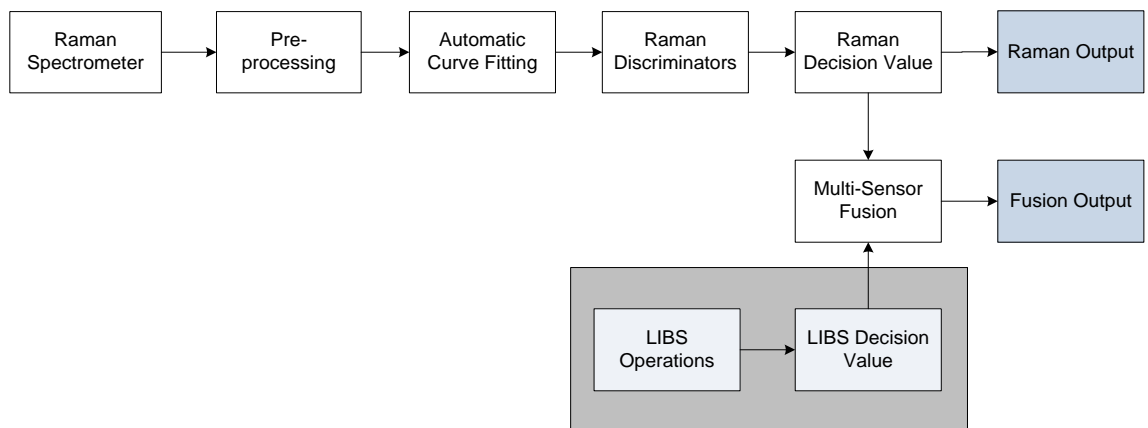 Raman
Spectrometer
Pre-
processing
Automatic
Curve Fitting
Raman
Discriminators
Raman
Decision Value
Raman Output
Multi-Sensor
Fusion
Fusion Output
LIBS
Operations
LIBS Decision
Value